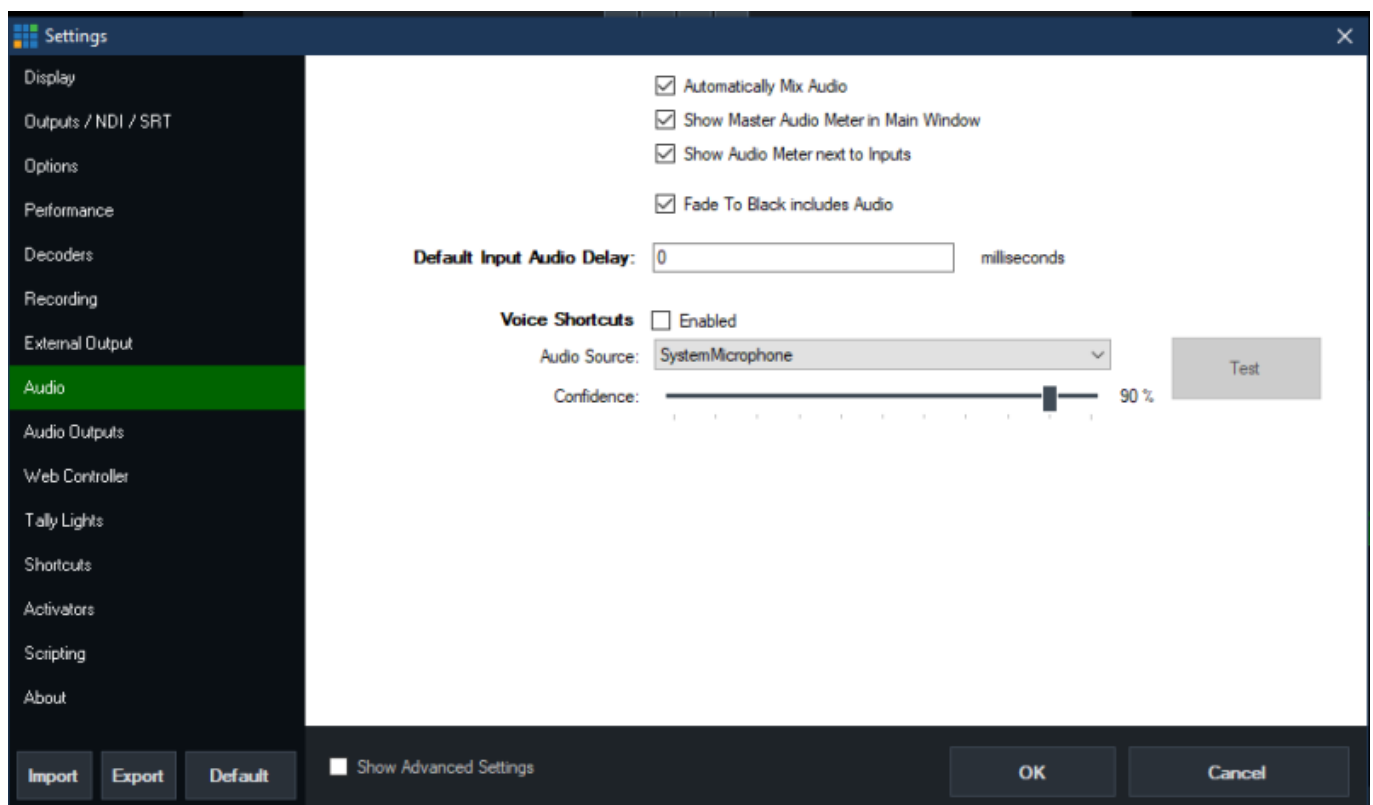 Settings
Display
Outputs / NDI / SRT
Options
Performance
Decoders
Recording
External Output
Audio
Audio Outputs
Web Controller
Tally Lights
Shortcuts
Activators
Scripting
About
Import Export Default
Automatically Mix Audio
Show Master Audio Meter in Main Window
Show Audio Meter next to Inputs
Fade To Black includes Audio
Default Input Audio Delay: 0 milliseconds
Voice Shortcuts Enabled
Audio Source: SystemMicrophone Test
Confidence: 90 %
Show Advanced Settings OK Cancel